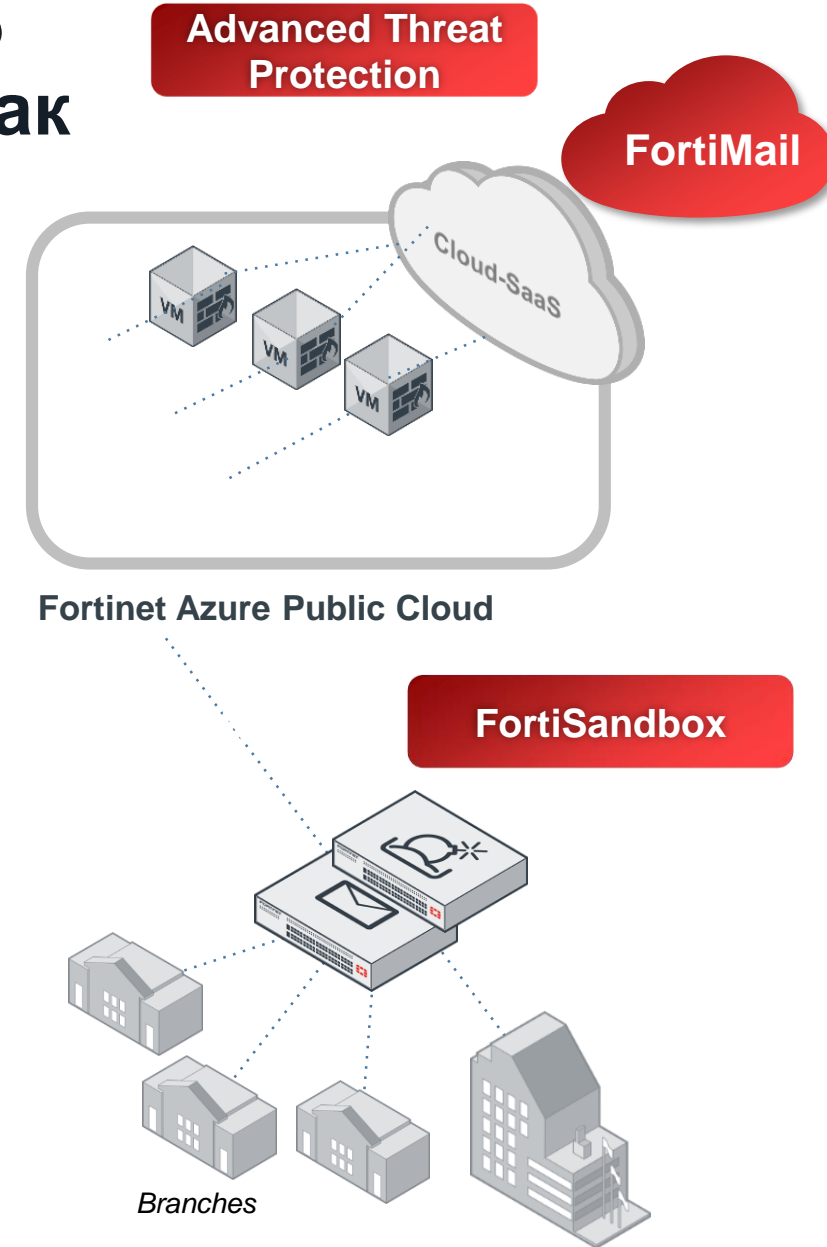 ак
Advanced Threat
Protection
FortiMail
Cloud-SaaS
VM
VM
VM
Fortinet Azure Public Cloud
FortiSandbox
Branches